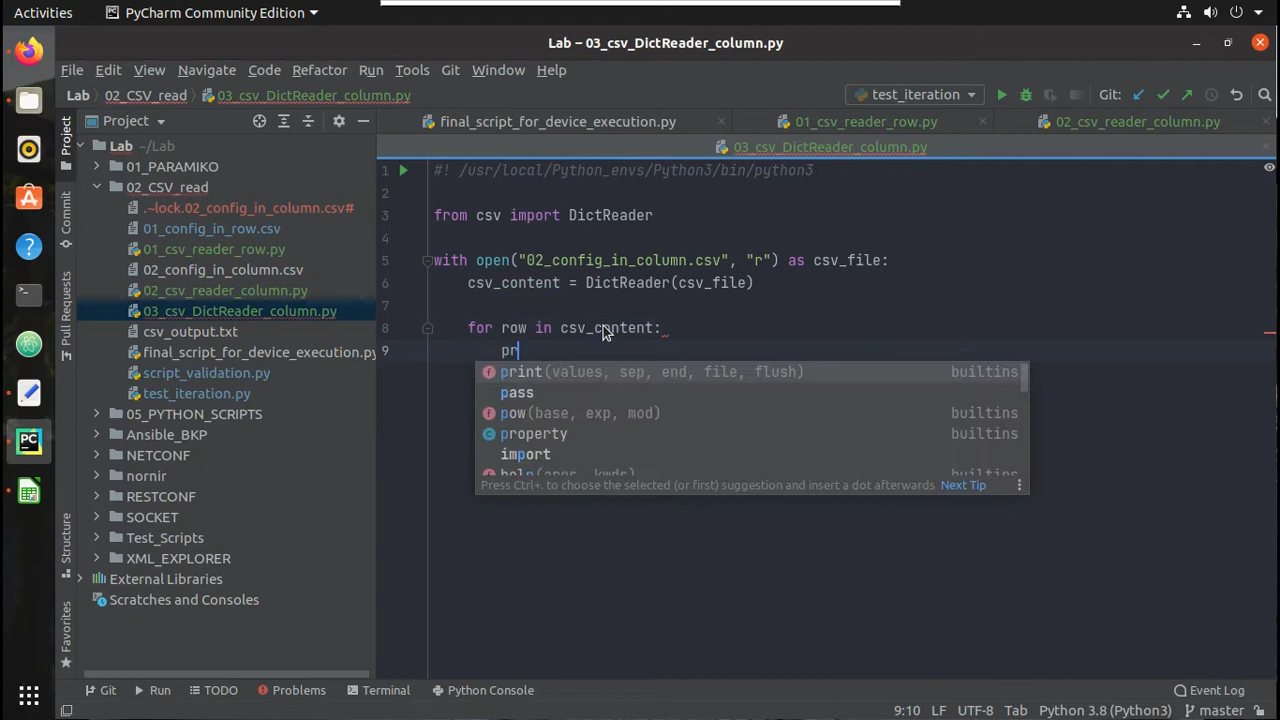 Activities
PyCharm Community Edition
Lab – 03_csv_DictReader_column.py
File Edit View Navigate Code Refactor Run Tools Git Window Help
Lab 02_CSV_read 03_csv_DictReader_column.py
test_iteration
Git:
Project
final_script_for_device_execution.py
01_csv_reader_row.py
02_csv_reader_column.py
03_csv_DictReader_column.py
Project
Commit
Pull Requests
Structure
Favorites
Lab ~/Lab
01_PARAMIKO
02_CSV_read
.~lock.02_config_in_column.csv#
01_config_in_row.csv
01_csv_reader_row.py
02_config_in_column.csv
02_csv_reader_column.py
03_csv_DictReader_column.py
csv_output.txt
final_script_for_device_execution.py
script_validation.py
test_iteration.py
05_PYTHON_SCRIPTS
Ansible_BKP
NETCONF
nornir
RESTCONF
SOCKET
Test_Scripts
XML_EXPLORER
External Libraries
Scratches and Consoles
1 #! /usr/local/Python_envs/Python3/bin/python3
2
3 from csv import DictReader
4
5 with open("02_config_in_column.csv", "r") as csv_file:
6 csv_content = DictReader(csv_file)
7
8 for row in csv_content:
9 pr
print(values, sep, end, file, flush) builtins
pass
pow(base, exp, mod) builtins
property builtins
import
help(args, kwds) builtins
Press Ctrl+. to choose the selected (or first) suggestion and insert a dot afterwards Next Tip
Git Run TODO Problems Terminal Python Console Event Log
9:10 LF UTF-8 Tab Python 3.8 (Python3) master